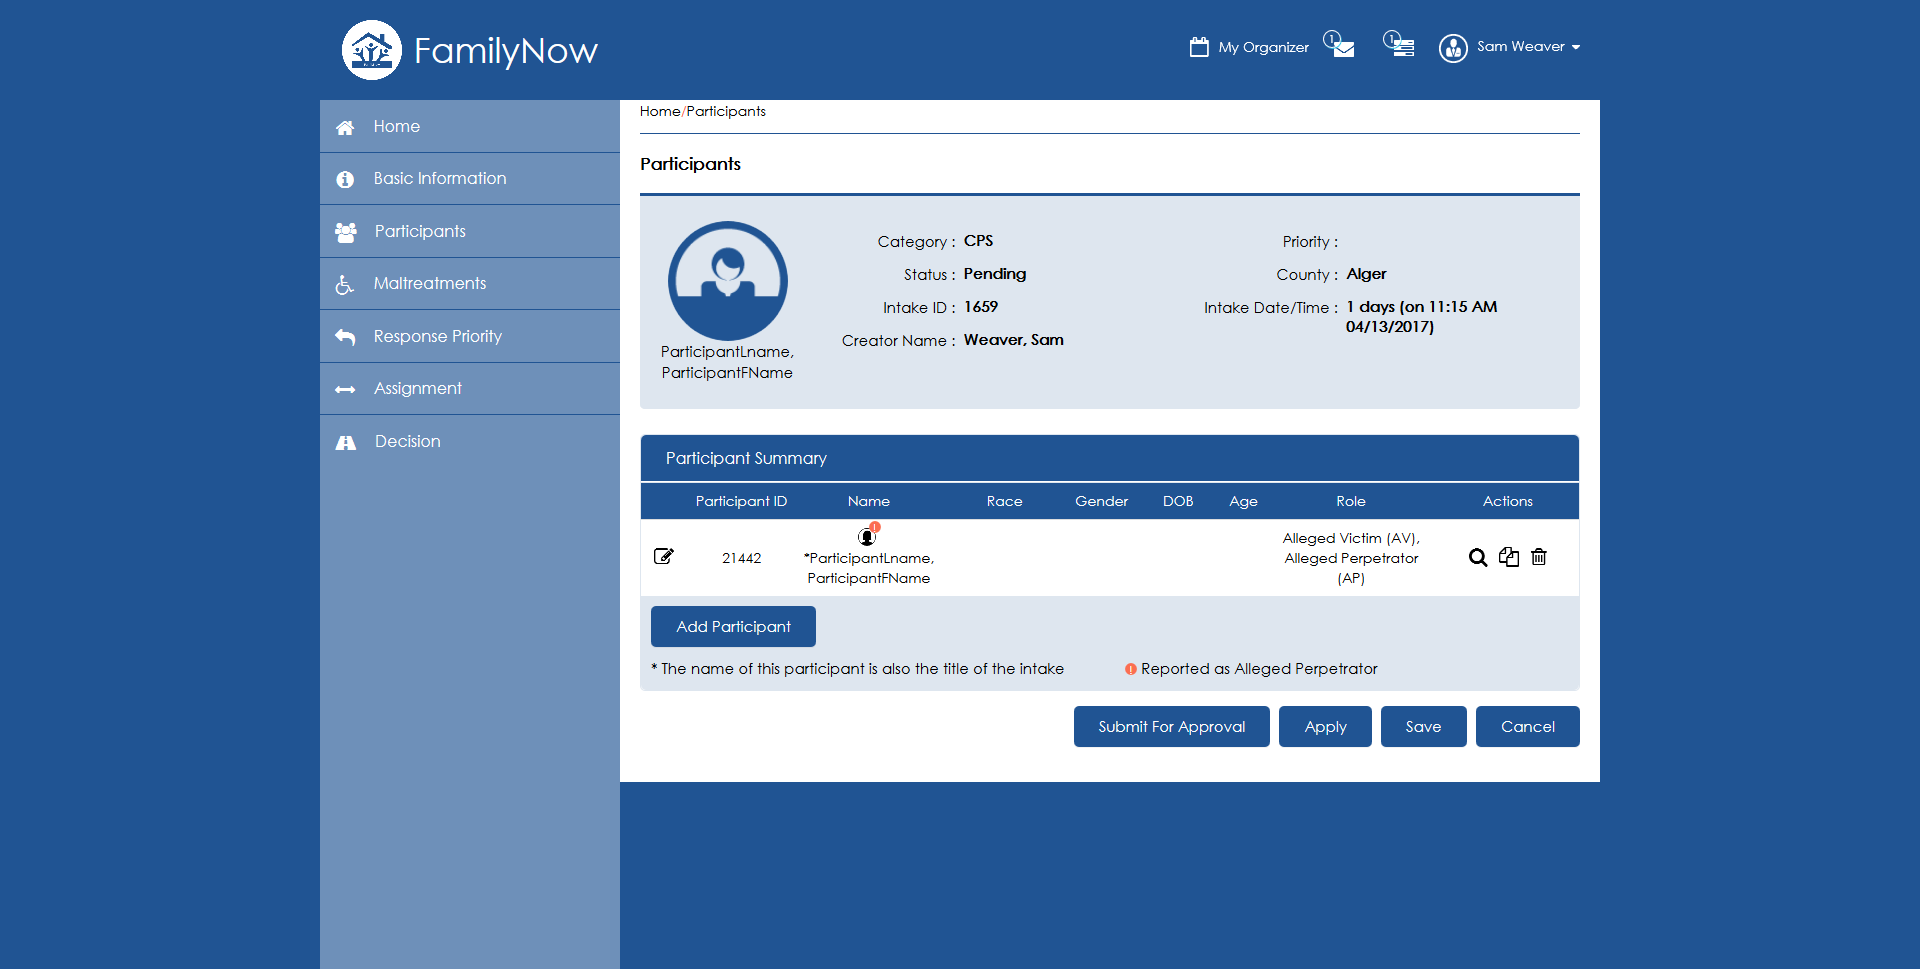 FamilyNow
My Organizer
1
1
Sam Weaver
Home
Basic Information
Participants
Maltreatments
Response Priority
Assignment
Decision
Home/Participants
Participants
ParticipantLname,
ParticipantFName
Category : CPS
Status : Pending
Intake ID : 1659
Creator Name : Weaver, Sam
Priority :
County : Alger
Intake Date/Time : 1 days (on 11:15 AM
04/13/2017)
Participant Summary
Participant ID Name Race Gender DOB Age Role Actions
21442 *ParticipantLname,
ParticipantFName
Alleged Victim (AV),
Alleged Perpetrator
(AP)
Add Participant
* The name of this participant is also the title of the intake
! Reported as Alleged Perpetrator
Submit For Approval Apply Save Cancel